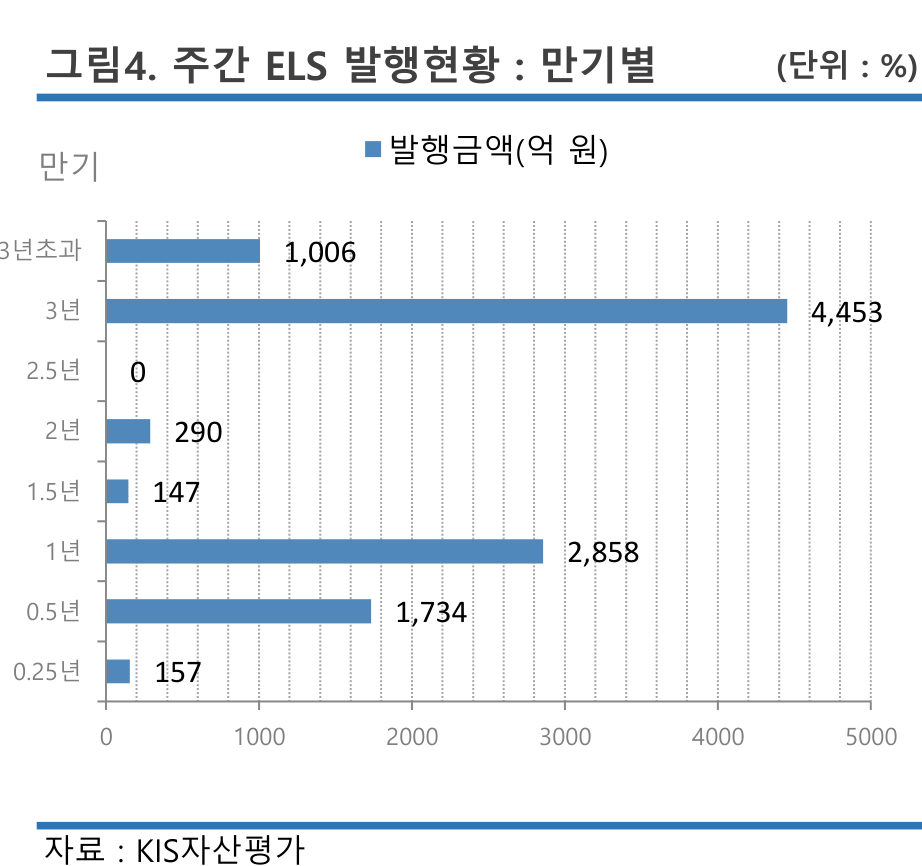 그림4. 주간 ELS 발행현황 : 만기별 (단위 : %)
발행금액(억 원)
만기
3년초과 1,006
3년 4,453
2.5년 0
2년 290
1.5년 147
1년 2,858
0.5년 1,734
0.25년 157
0 1000 2000 3000 4000 5000
자료 : KIS자산평가